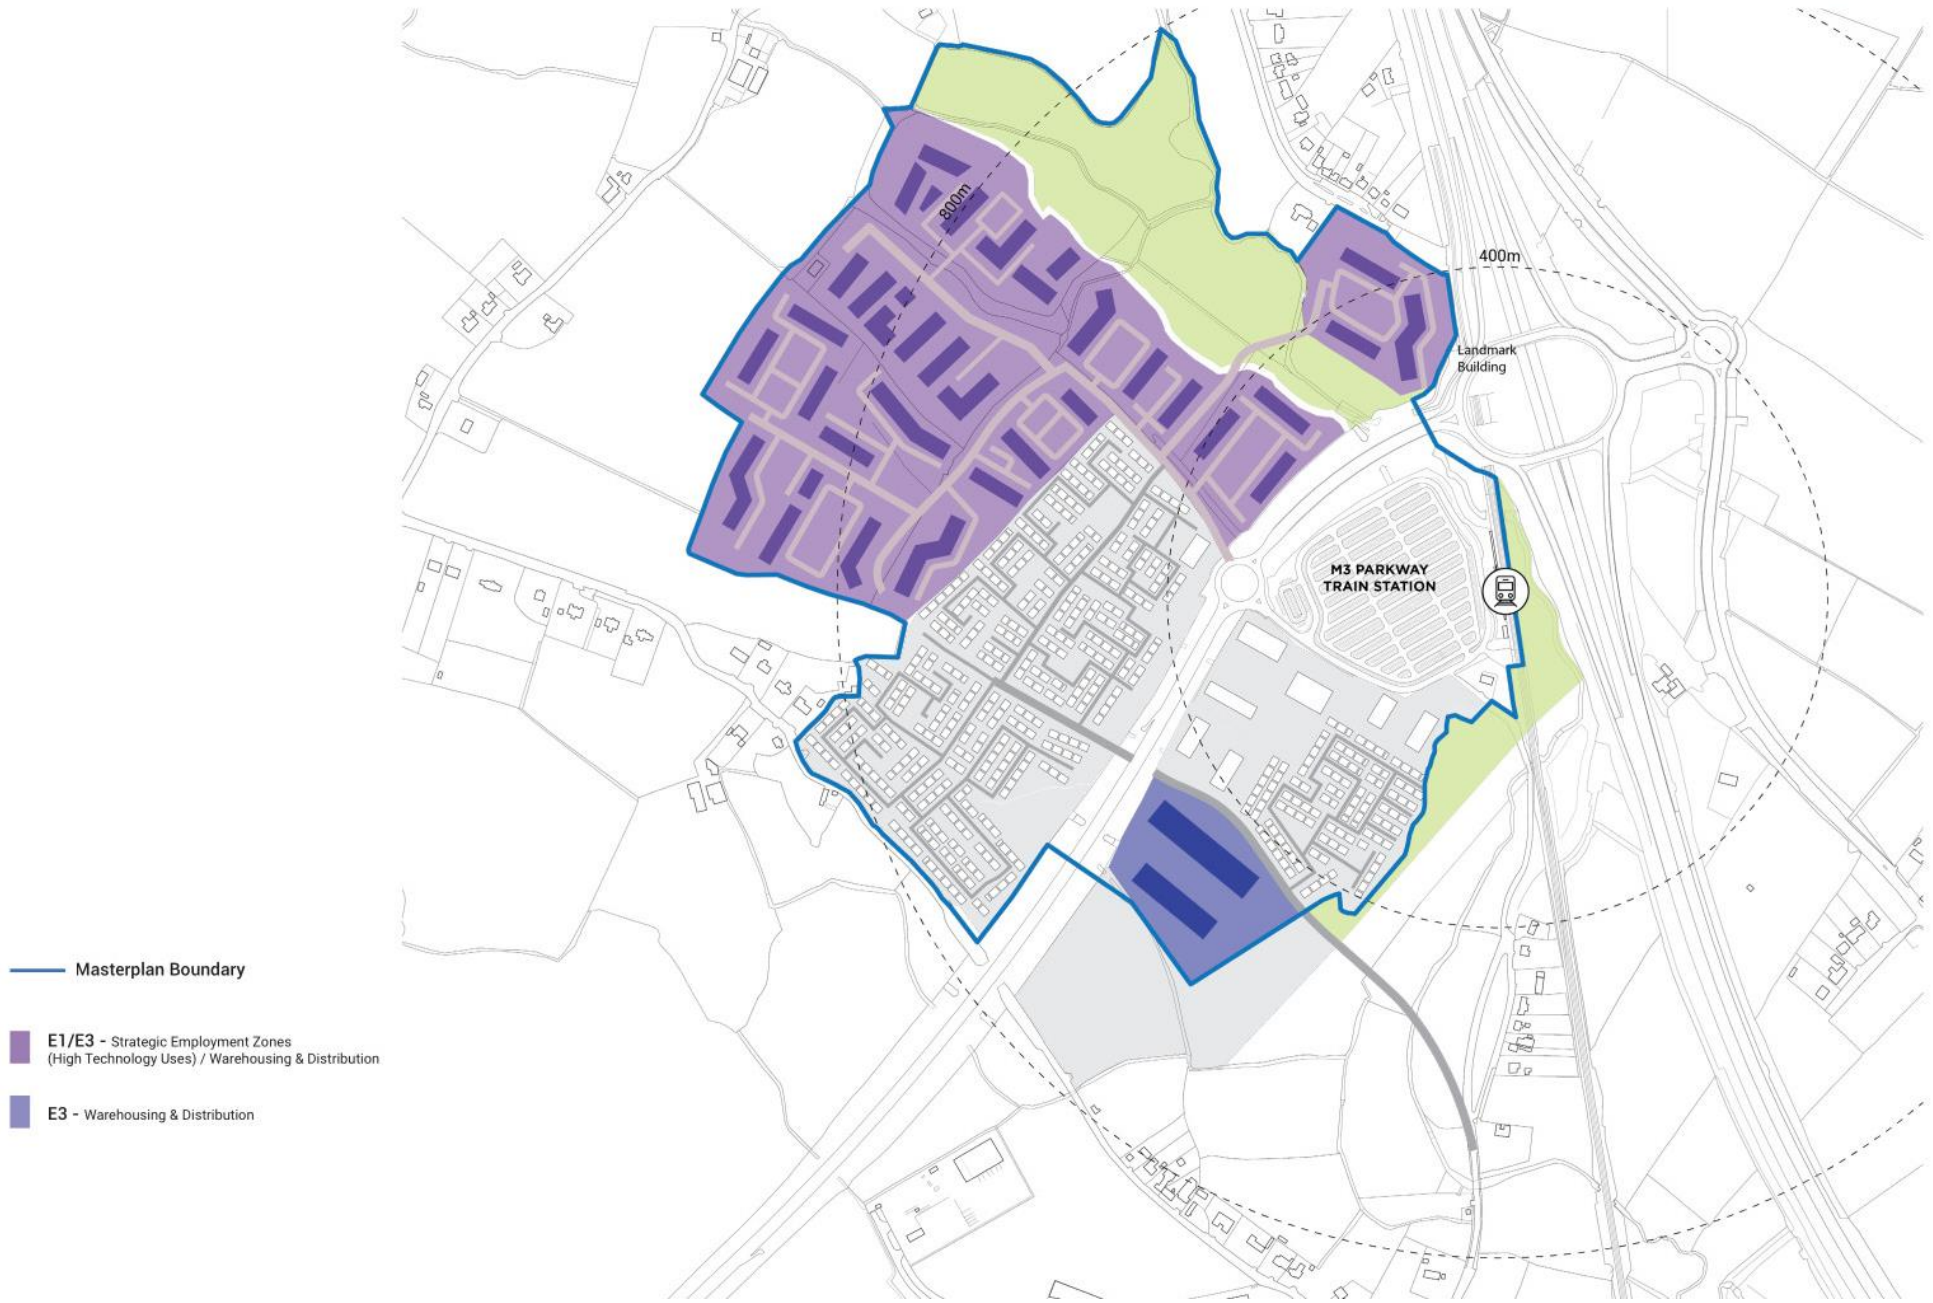 800m
400m
Landmark
Building
M3 PARKWAY
TRAIN STATION
Masterplan Boundary
E1/E3 - Strategic Employment Zones
(High Technology Uses) / Warehousing & Distribution
E3 - Warehousing & Distribution